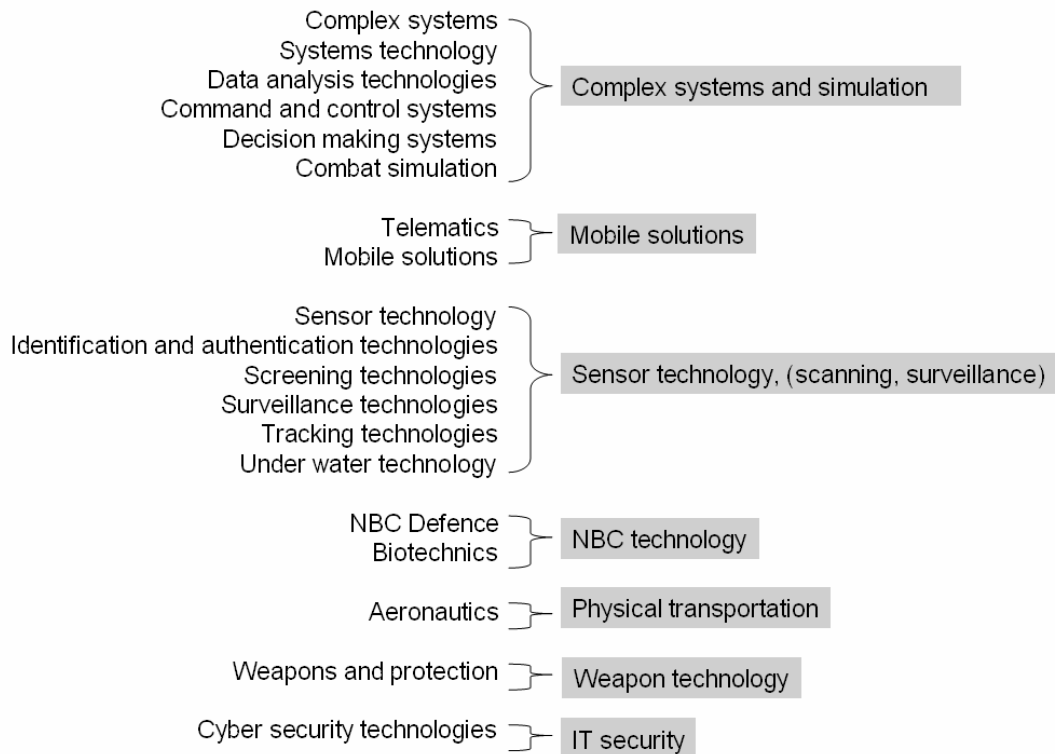 Complex systems
Systems technology
Data analysis technologies
Command and control systems
Decision making systems
Combat simulation
Complex systems and simulation
Telematics
Mobile solutions
Mobile solutions
Sensor technology
Identification and authentication technologies
Screening technologies
Surveillance technologies
Tracking technologies
Under water technology
Sensor technology, (scanning, surveillance)
NBC Defence
Biotechnics
NBC technology
Aeronautics
Physical transportation
Weapons and protection
Weapon technology
Cyber security technologies
IT security